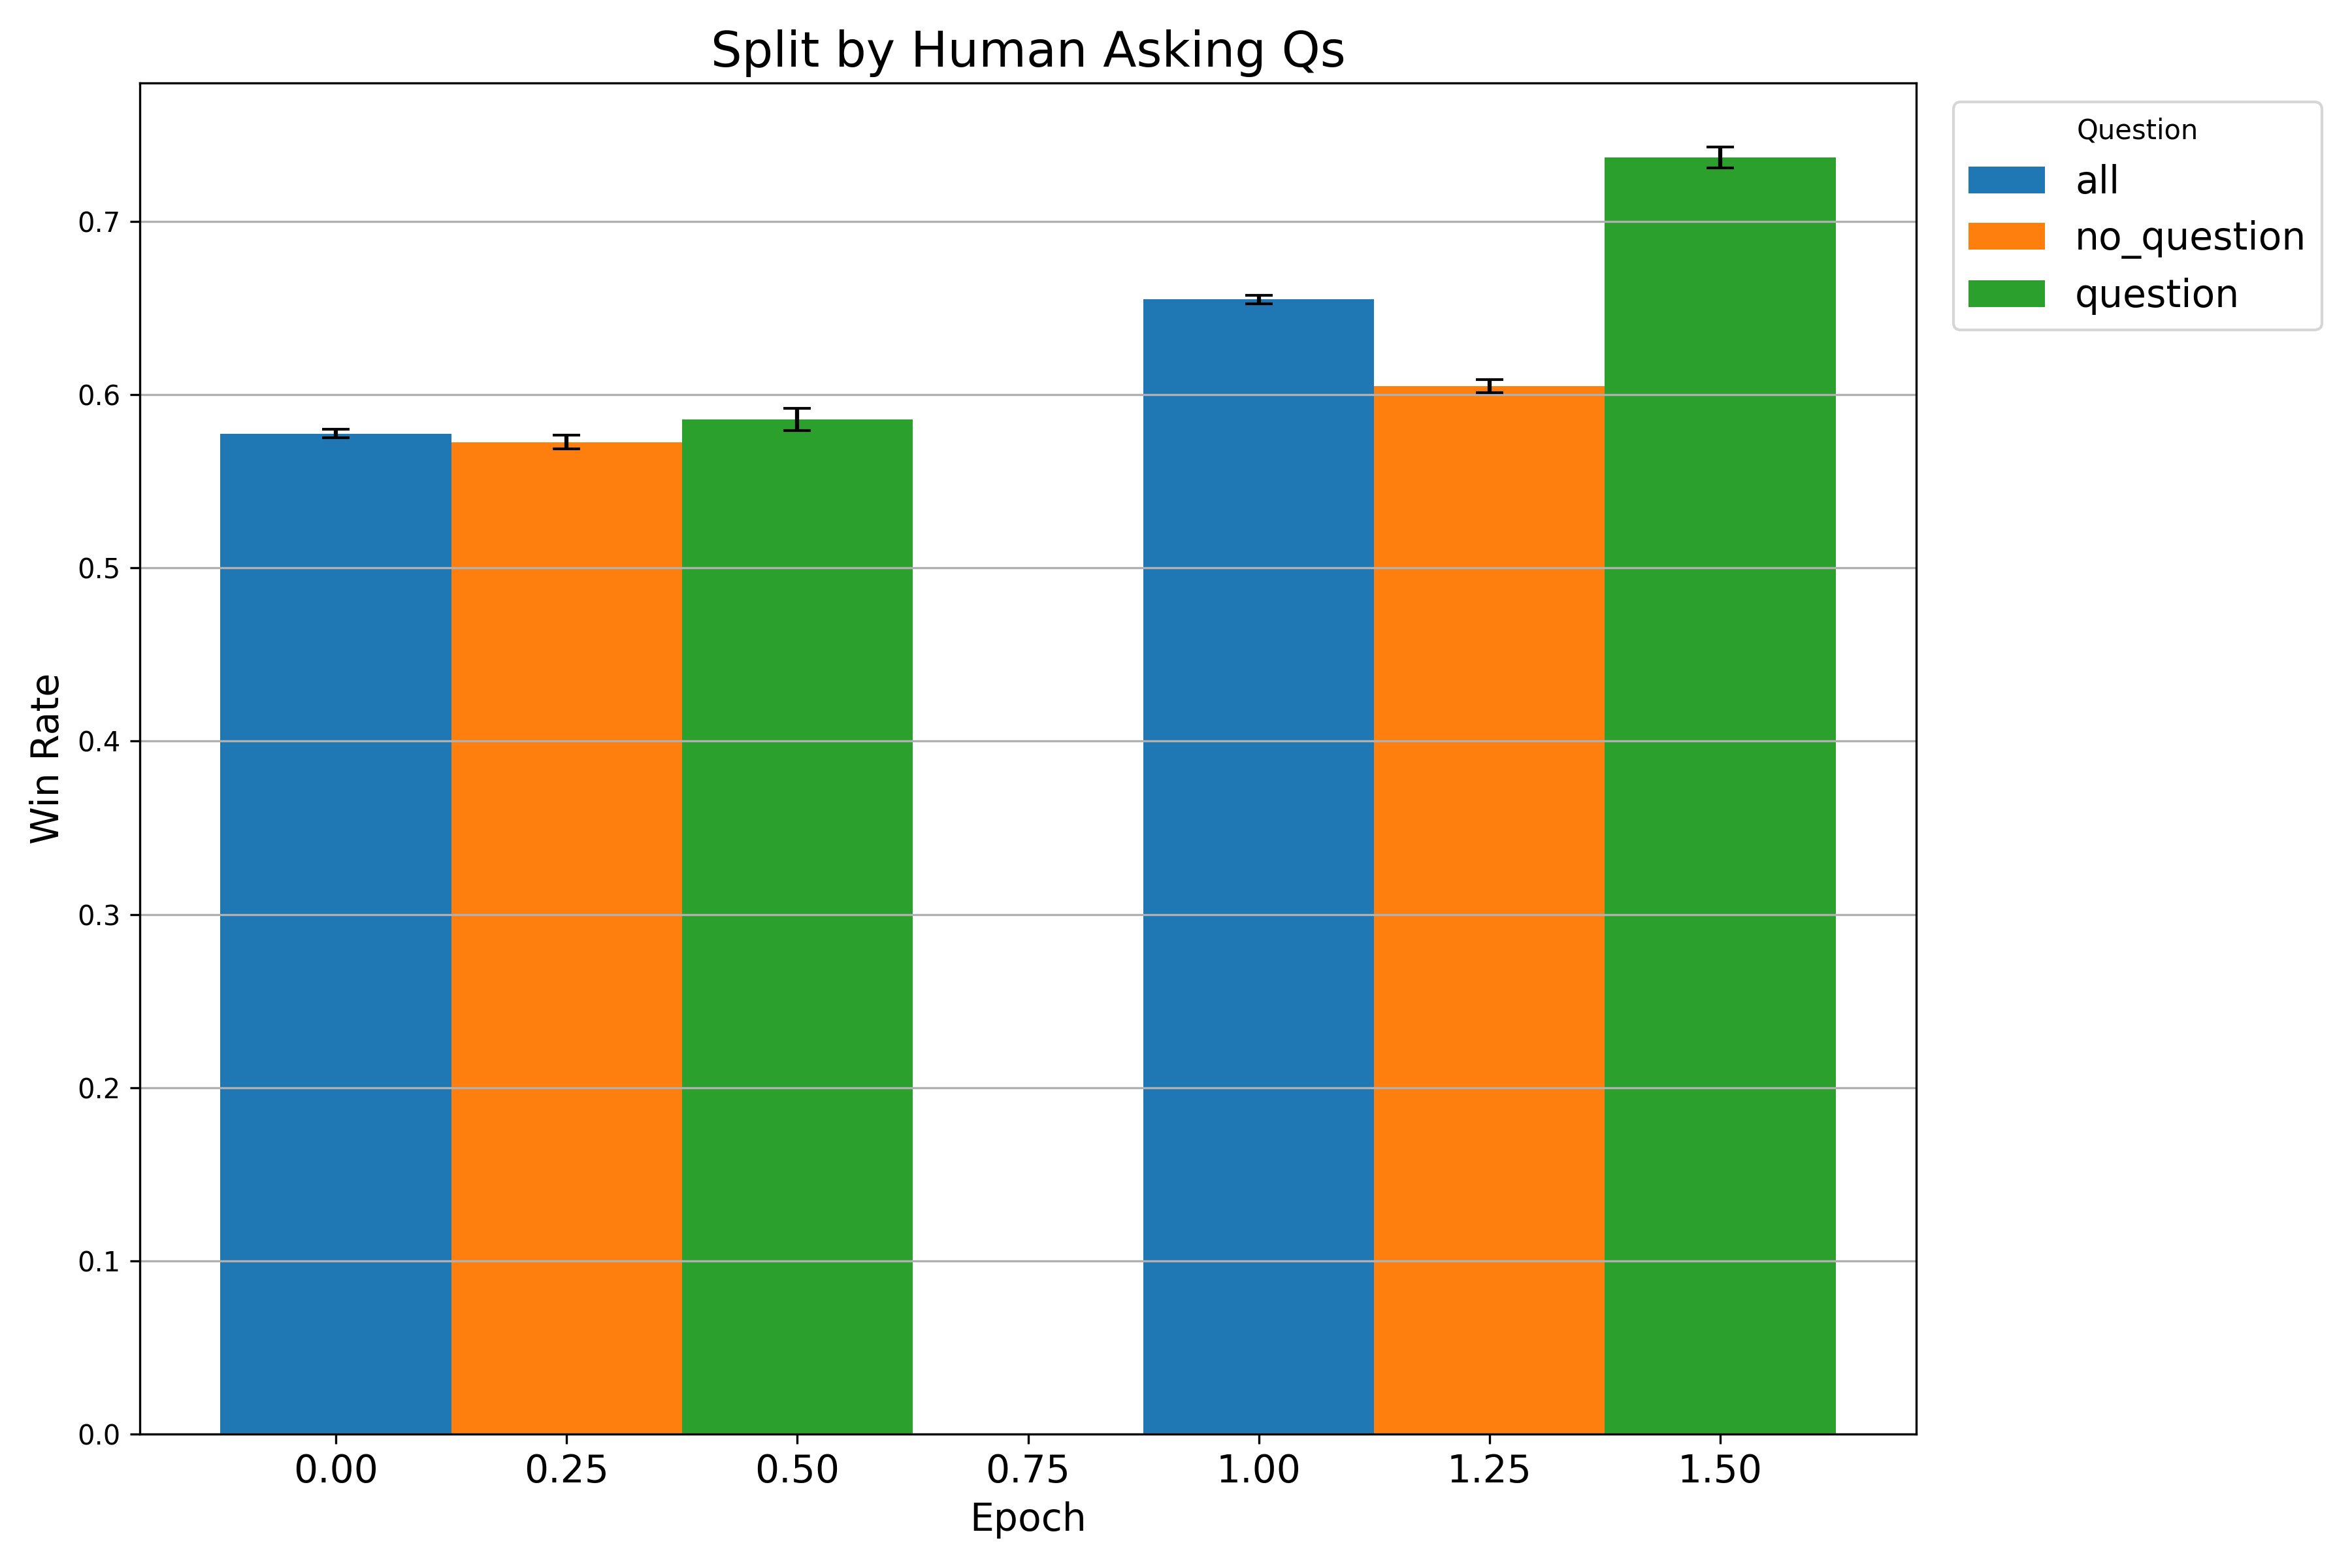 Split by Human Asking Qs
Question
all
no_question
question
Win Rate
0.7
0.6
0.5
0.4
0.3
0.2
0.1
0.0
0.00 0.25 0.50 0.75 1.00 1.25 1.50
Epoch